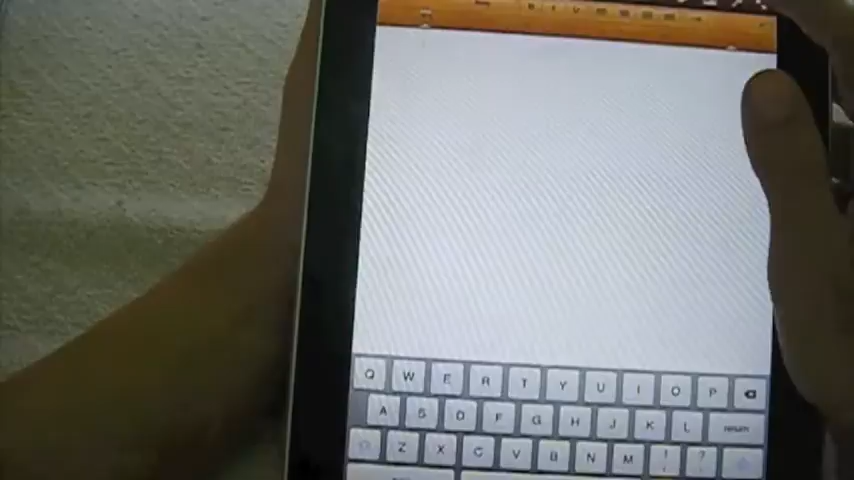 B I U
Q W E R T Y U I O P
A S D F G H J K L return
Z X C V B N M ! , ? .